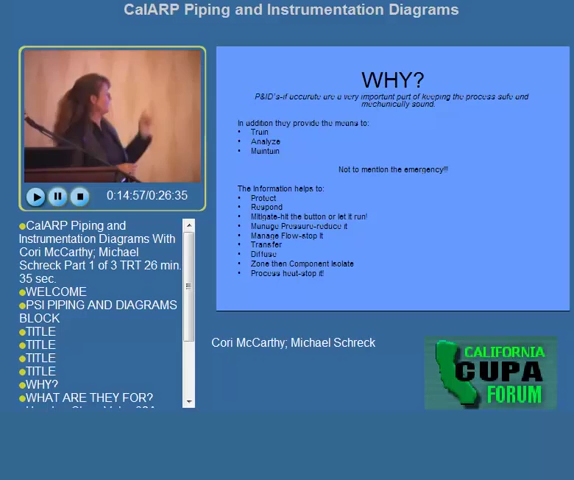 CalARP Piping and Instrumentation Diagrams
0:14:57/0:26:35
CalARP Piping and
Instrumentation Diagrams With
Cori McCarthy; Michael
Schreck Part 1 of 3 TRT 26 min.
35 sec.
WELCOME
PSI PIPING AND DIAGRAMS
BLOCK
TITLE
TITLE
TITLE
TITLE
WHY?
WHAT ARE THEY FOR?
WHY?
P&ID's-if accurate are a very important part of keeping the process safe and
mechanically sound.
In addition they provide the means to:
• Train
• Analyze
• Maintain
Not to mention the emergency!!!
The information helps to:
• Protect
• Respond
• Mitigate-hit the button or let it run!
• Manage Pressure-reduce it
• Manage Flow-stop it
• Transfer
• Diffuse
• Zone then Component isolate
• Process heat-stop it!
Cori McCarthy; Michael Schreck
CALIFORNIA
CUPA
FORUM